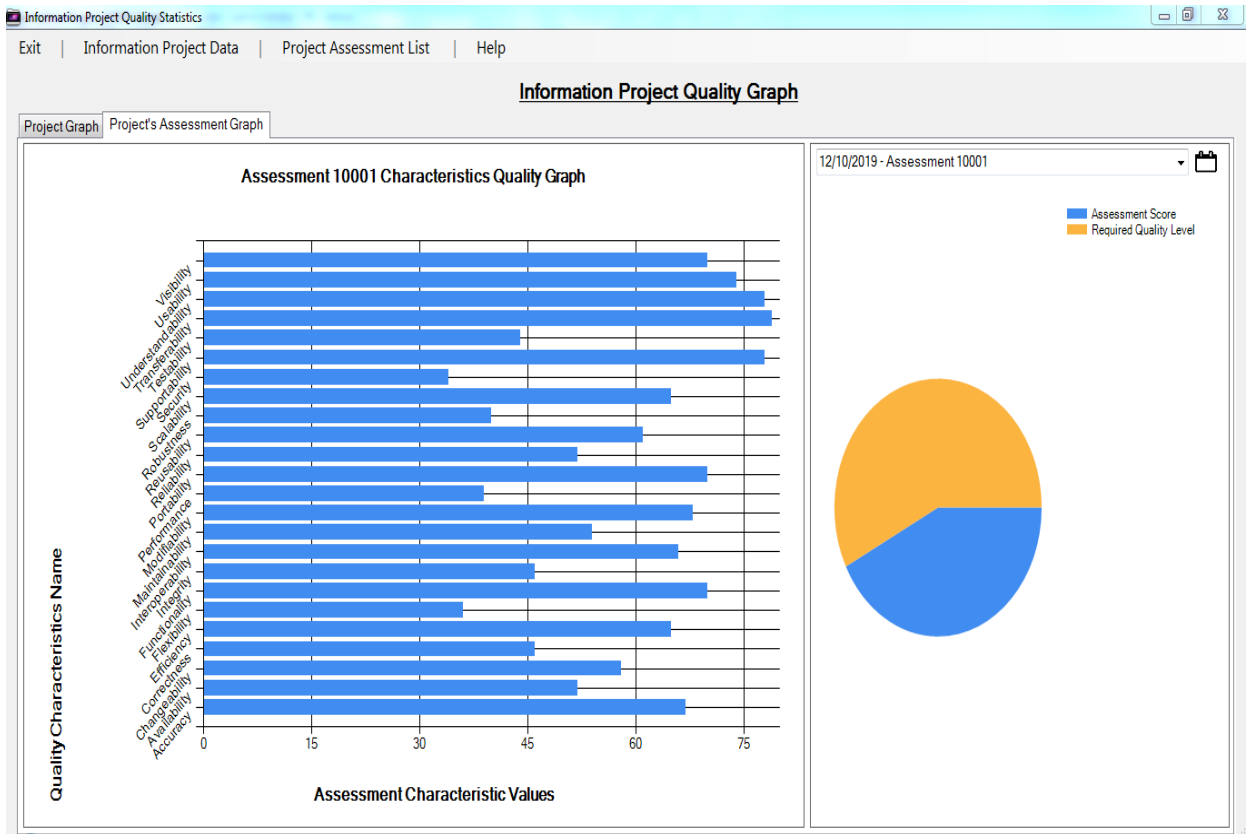 Information Project Quality Statistics
Exit | Information Project Data | Project Assessment List | Help
Information Project Quality Graph
Project Graph
Project's Assessment Graph
Assessment 10001 Characteristics Quality Graph
Visibility
Usability
Understandability
Transferability
Testability
Supportability
Security
Scalability
Robustness
Reusability
Reliability
Portability
Performance
Modifiability
Maintainability
Interoperability
Integrity
Functionality
Flexibility
Efficiency
Correctness
Changeability
Availability
Accuracy
Quality Characteristics Name
0 15 30 45 60 75
Assessment Characteristic Values
12/10/2019 - Assessment 10001
Assessment Score
Required Quality Level